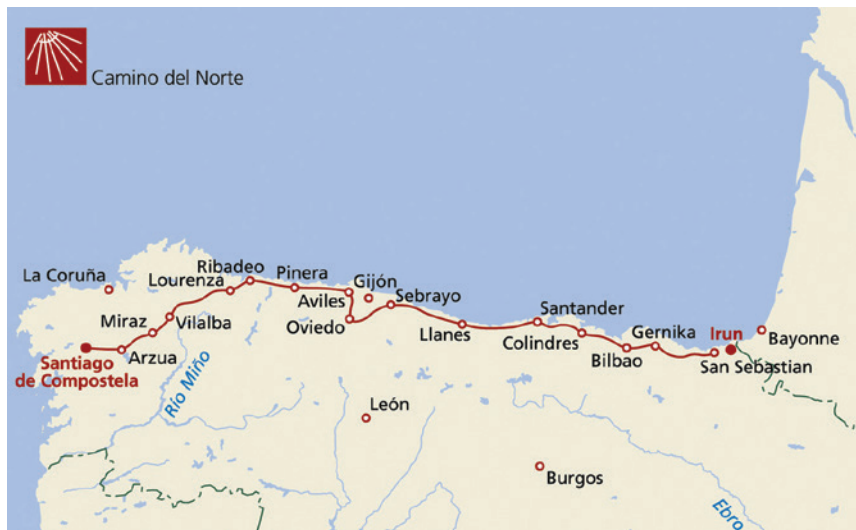 Camino del Norte
La Coruña
Lourenza
Ribadeo
Pinera
Gijón
Aviles
Sebrayo
Miraz
Vilalba
Oviedo
Llanes
Santander
Colindres
Gernika
Bilbao
Irun
Bayonne
San Sebastian
Santiago
de Compostela
Arzua
Río Miño
León
Burgos
Ebro